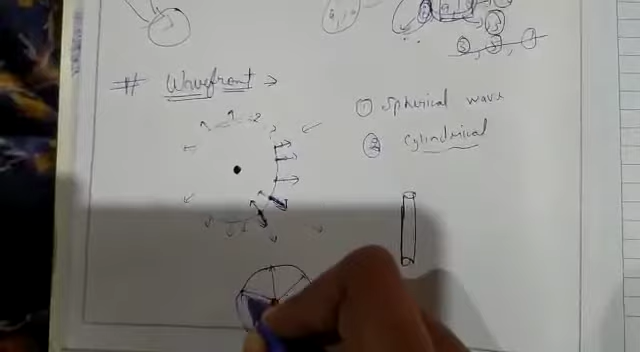 # Wavefront →
① Spherical wave
② Cylindrical